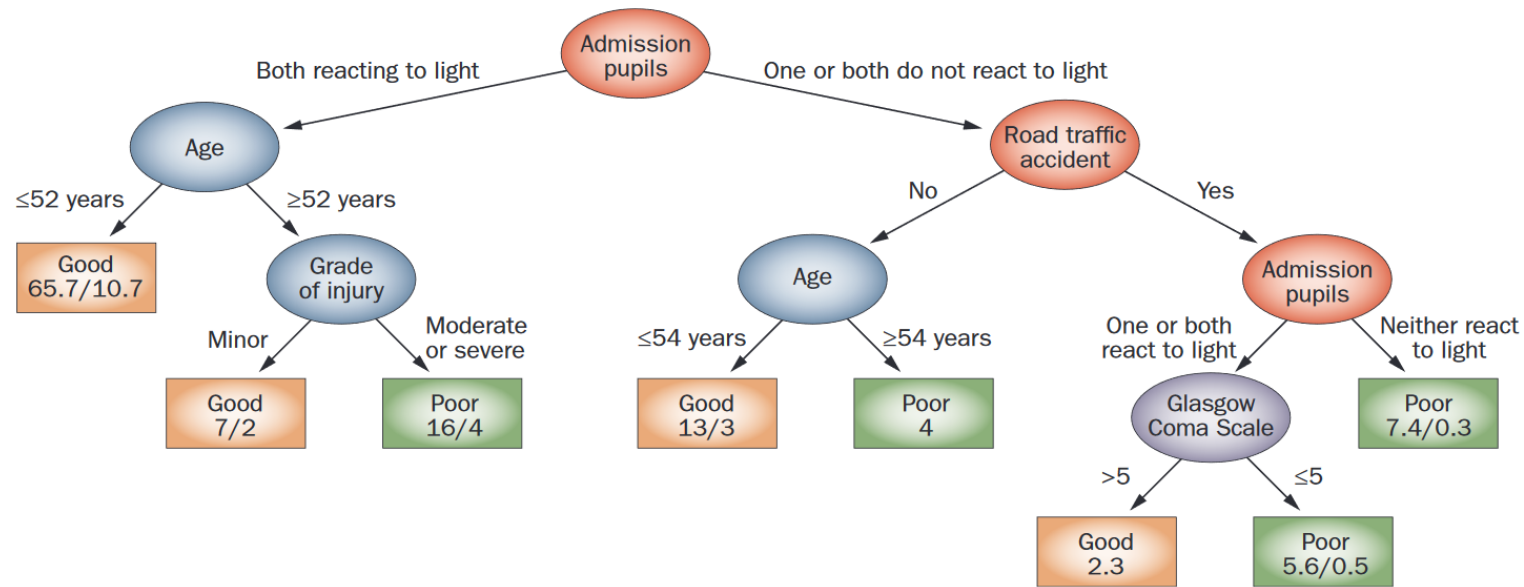 Admission
pupils
Both reacting to light
One or both do not react to light
Age
Road traffic
accident
≤52 years
≥52 years
No
Yes
Good
65.7/10.7
Grade
of injury
Age
Admission
pupils
Minor
Moderate
or severe
≤54 years
≥54 years
One or both
react to light
Neither react
to light
Good
7/2
Poor
16/4
Good
13/3
Poor
4
Glasgow
Coma Scale
Poor
7.4/0.3
>5
≤5
Good
2.3
Poor
5.6/0.5